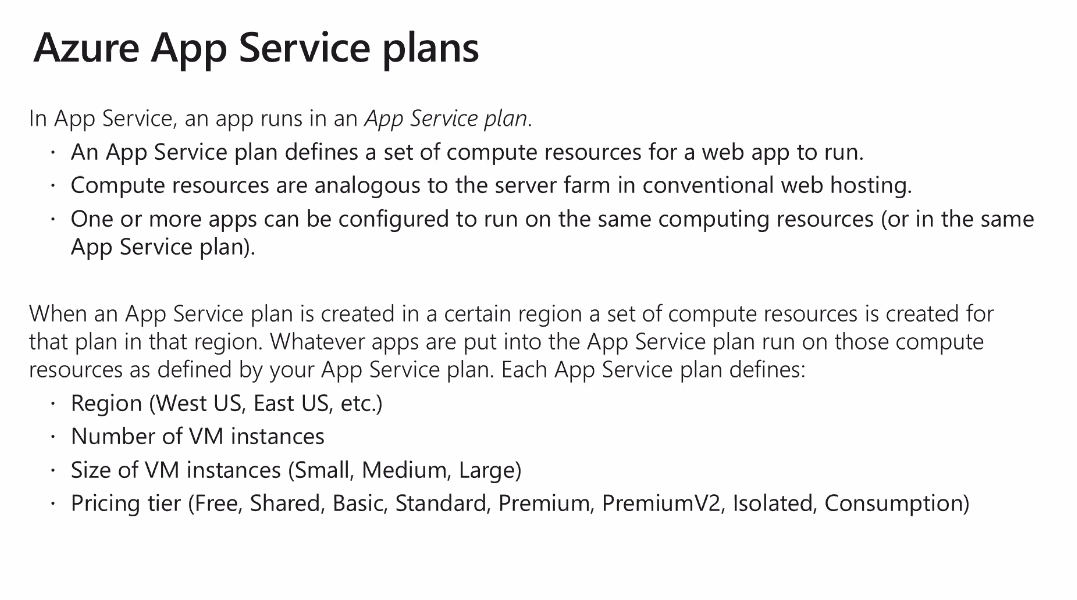 Azure App Service plans
In App Service, an app runs in an App Service plan.
· An App Service plan defines a set of compute resources for a web app to run.
· Compute resources are analogous to the server farm in conventional web hosting.
· One or more apps can be configured to run on the same computing resources (or in the same
App Service plan).
When an App Service plan is created in a certain region a set of compute resources is created for
that plan in that region. Whatever apps are put into the App Service plan run on those compute
resources as defined by your App Service plan. Each App Service plan defines:
· Region (West US, East US, etc.)
· Number of VM instances
· Size of VM instances (Small, Medium, Large)
· Pricing tier (Free, Shared, Basic, Standard, Premium, PremiumV2, Isolated, Consumption)